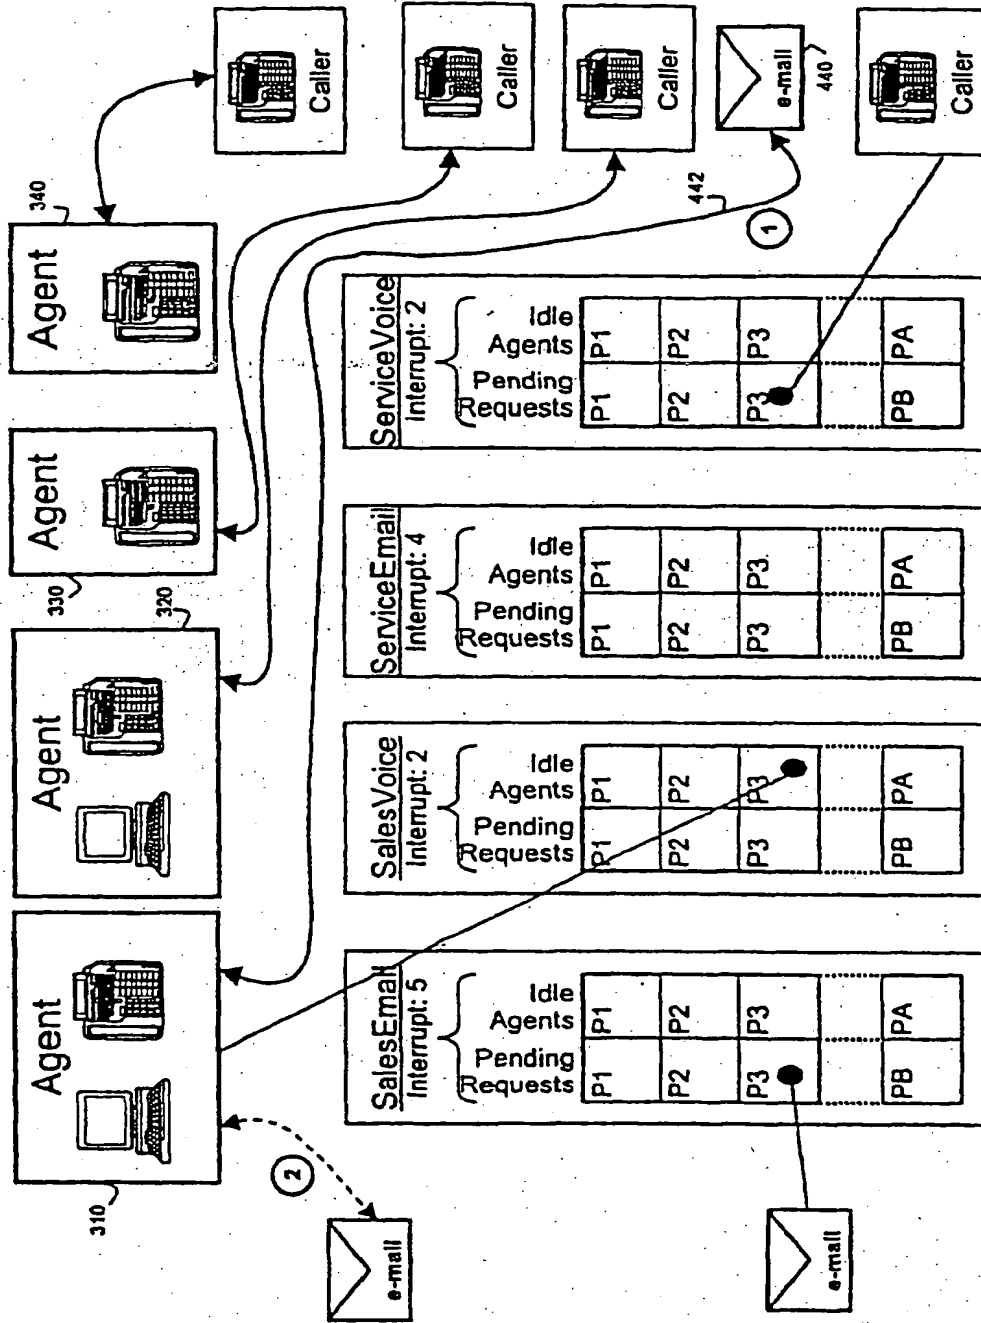 310
Agent
320
Agent
330
Agent
340
Agent
2
e-mail
SalesEmail
Interrupt: 5
Pending
Requests
Idle
Agents
P1
P1
P2
P2
P3
P3
PB
PA
SalesVoice
Interrupt: 2
Pending
Requests
Idle
Agents
P1
P1
P2
P2
P3
P3
PB
PA
ServiceEmail
Interrupt: 4
Pending
Requests
Idle
Agents
P1
P1
P2
P2
P3
P3
PB
PA
ServiceVoice
Interrupt: 2
Pending
Requests
Idle
Agents
P1
P1
P2
P2
P3
P3
PB
PA
e-mail
1
442
Caller
Caller
Caller
e-mail
440
Caller